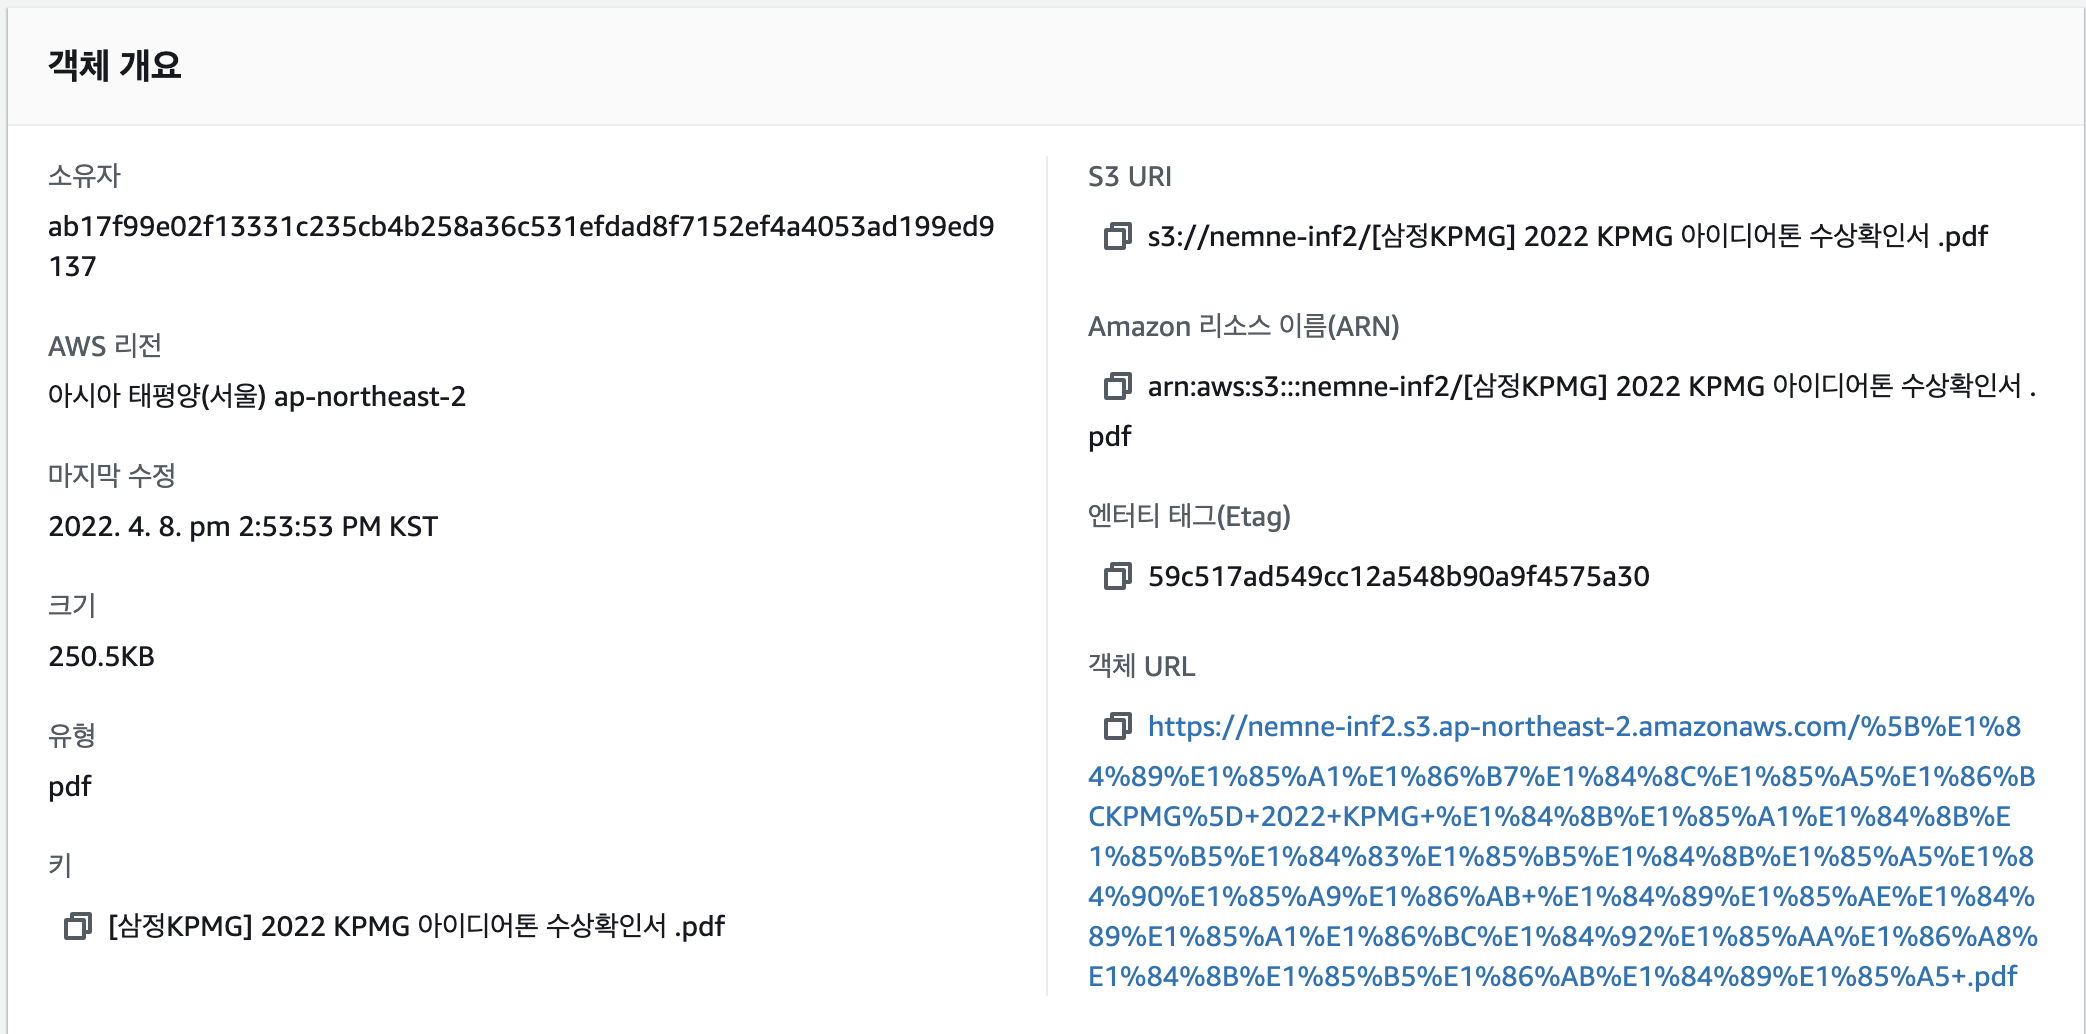 객체 개요
소유자
ab17f99e02f13331c235cb4b258a36c531efdad8f7152ef4a4053ad199ed9
137
AWS 리전
아시아 태평양(서울) ap-northeast-2
마지막 수정
2022. 4. 8. pm 2:53:53 PM KST
크기
250.5KB
유형
pdf
키
[삼정KPMG] 2022 KPMG 아이디어톤 수상확인서 .pdf
S3 URI
s3://nemne-inf2/[삼정KPMG] 2022 KPMG 아이디어톤 수상확인서 .pdf
Amazon 리소스 이름(ARN)
arn:aws:s3:::nemne-inf2/[삼정KPMG] 2022 KPMG 아이디어톤 수상확인서 .
pdf
엔터티 태그(Etag)
59c517ad549cc12a548b90a9f4575a30
객체 URL
https://nemne-inf2.s3.ap-northeast-2.amazonaws.com/%5B%E1%8
4%89%E1%85%A1%E1%86%B7%E1%84%8C%E1%85%A5%E1%86%B
CKPMG%5D+2022+KPMG+%E1%84%8B%E1%85%A1%E1%84%8B%E
1%85%B5%E1%84%83%E1%85%B5%E1%84%8B%E1%85%A5%E1%8
4%90%E1%85%A9%E1%86%AB+%E1%84%89%E1%85%AE%E1%84%
89%E1%85%A1%E1%86%BC%E1%84%92%E1%85%AA%E1%86%A8%
E1%84%8B%E1%85%B5%E1%86%AB%E1%84%89%E1%85%A5+.pdf